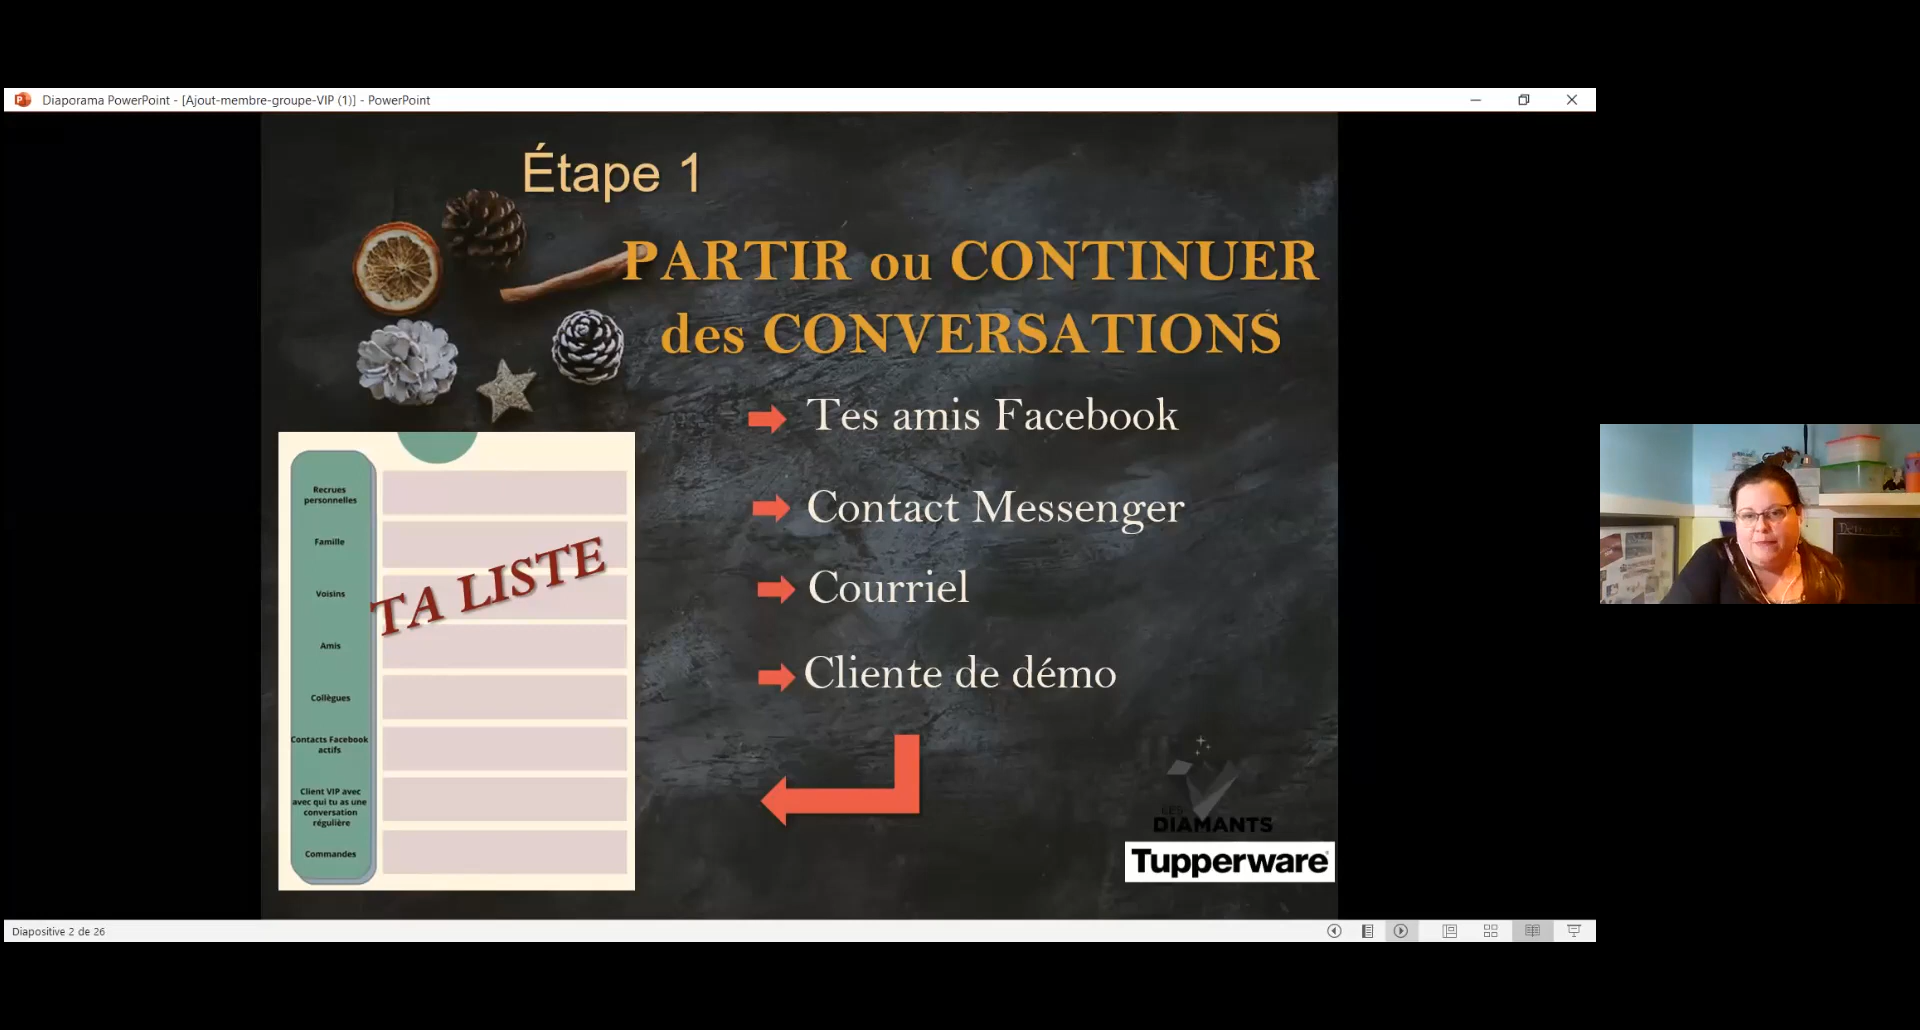 Diaporama PowerPoint - [Ajout-membre-groupe-VIP (1)] - PowerPoint
Étape 1
PARTIR ou CONTINUER
des CONVERSATIONS
Tes amis Facebook
Contact Messenger
Courriel
Cliente de démo
Recrues
personnelles
Famille
Voisins
Amis
Collègues
Contacts Facebook
actifs
Client VIP avec
avec qui tu as une
conversation
régulière
Commandes
TA LISTE
LES
DIAMANTS
Tupperware
Diapositive 2 de 26